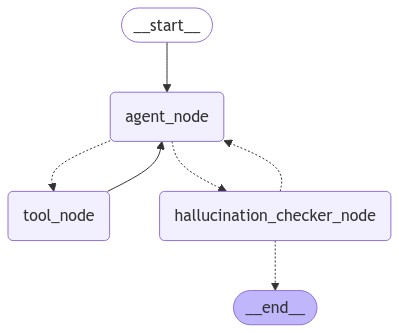 __start__
agent_node
tool_node
hallucination_checker_node
__end__